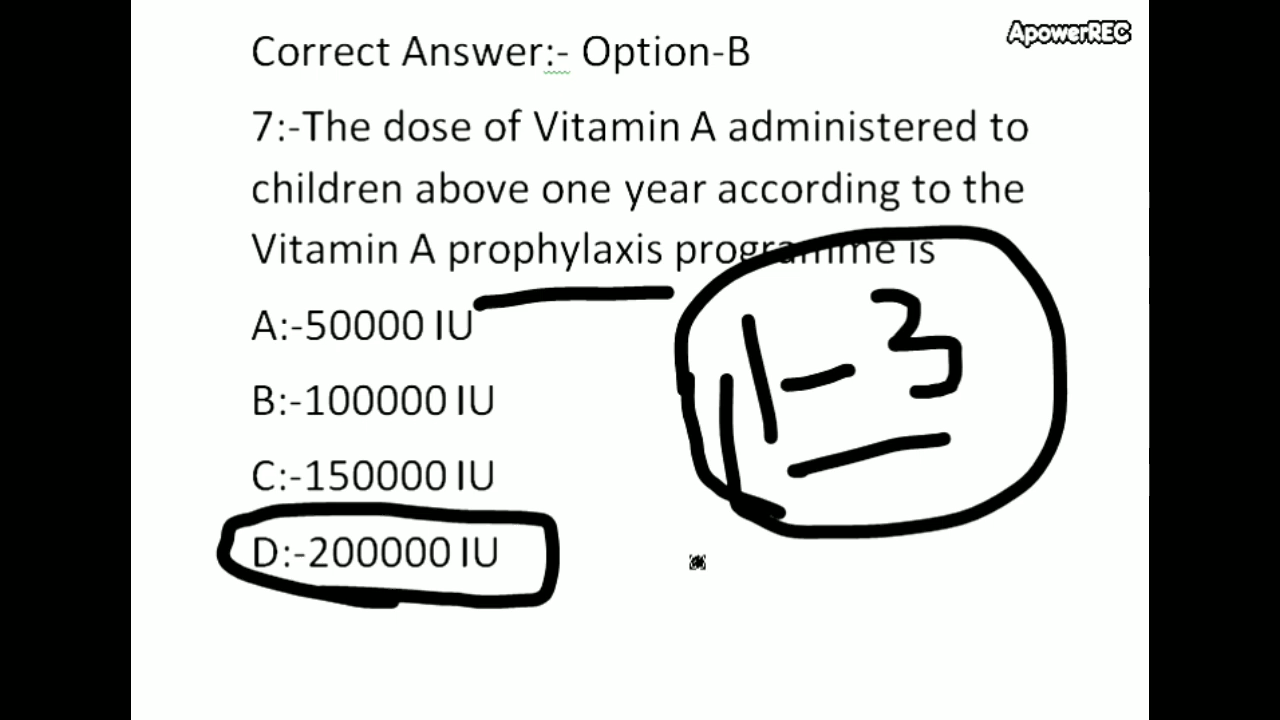 ApowerREC
Correct Answer:- Option-B
7:-The dose of Vitamin A administered to
children above one year according to the
Vitamin A prophylaxis programme is
A:-50000 IU
1-3
B:-100000 IU
C:-150000 IU
D:-200000 IU